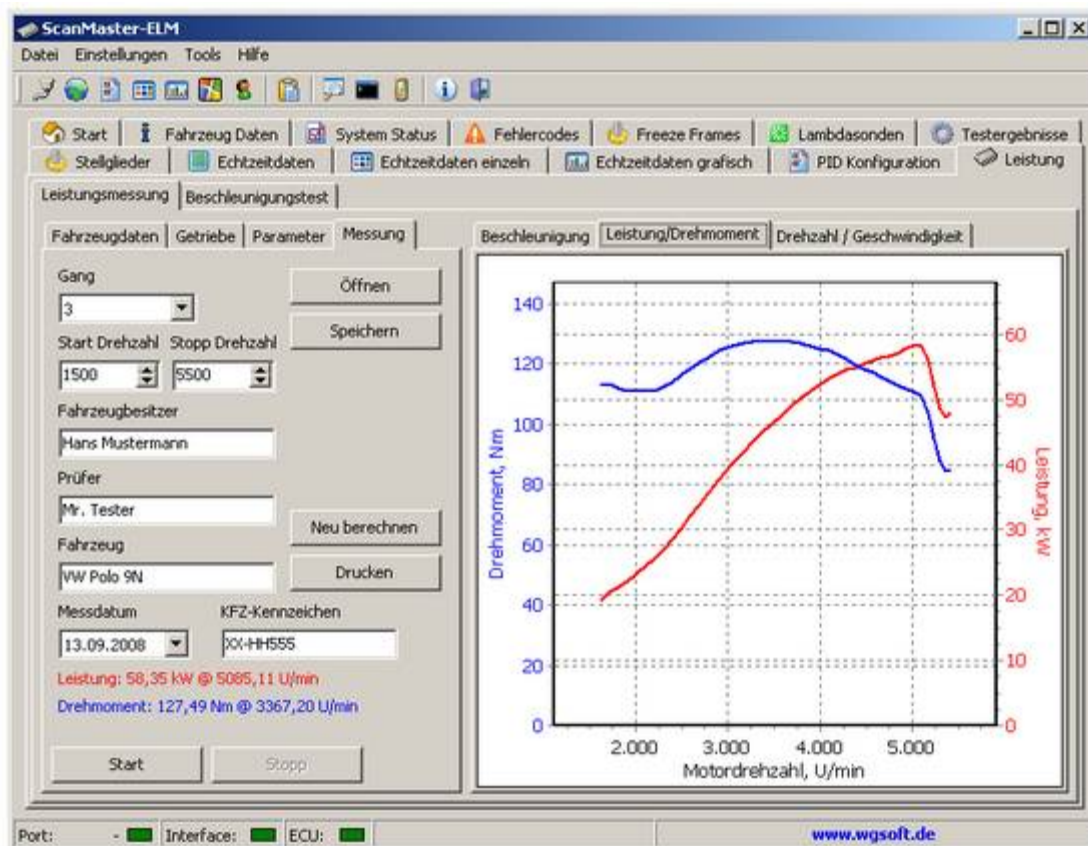 ScanMaster-ELM
Datei Einstellungen Tools Hilfe
Start Fahrzeug Daten System Status Fehlercodes Freeze Frames Lambdasonden Testergebnisse
Stellglieder Echtzeitdaten Echtzeitdaten einzeln Echtzeitdaten grafisch PID Konfiguration Leistung
Leistungsmessung Beschleunigungstest
Fahrzeugdaten Getriebe Parameter Messung
Gang
3
Öffnen
Speichern
Start Drehzahl Stopp Drehzahl
1500 5500
Fahrzeugbesitzer
Hans Mustermann
Prüfer
Mr. Tester
Neu berechnen
Fahrzeug
VW Polo 9N
Drucken
Messdatum KFZ-Kennzeichen
13.09.2008 XX-HH555
Leistung: 58,35 kW @ 5085,11 U/min
Drehmoment: 127,49 Nm @ 3367,20 U/min
Start Stopp
Beschleunigung Leistung/Drehmoment Drehzahl / Geschwindigkeit
Drehmoment, Nm
140
120
100
80
60
40
20
0
Leistung, kW
60
50
40
30
20
10
0
2.000 3.000 4.000 5.000
Motordrehzahl, U/min
Port: - Interface: ECU: www.wgsoft.de